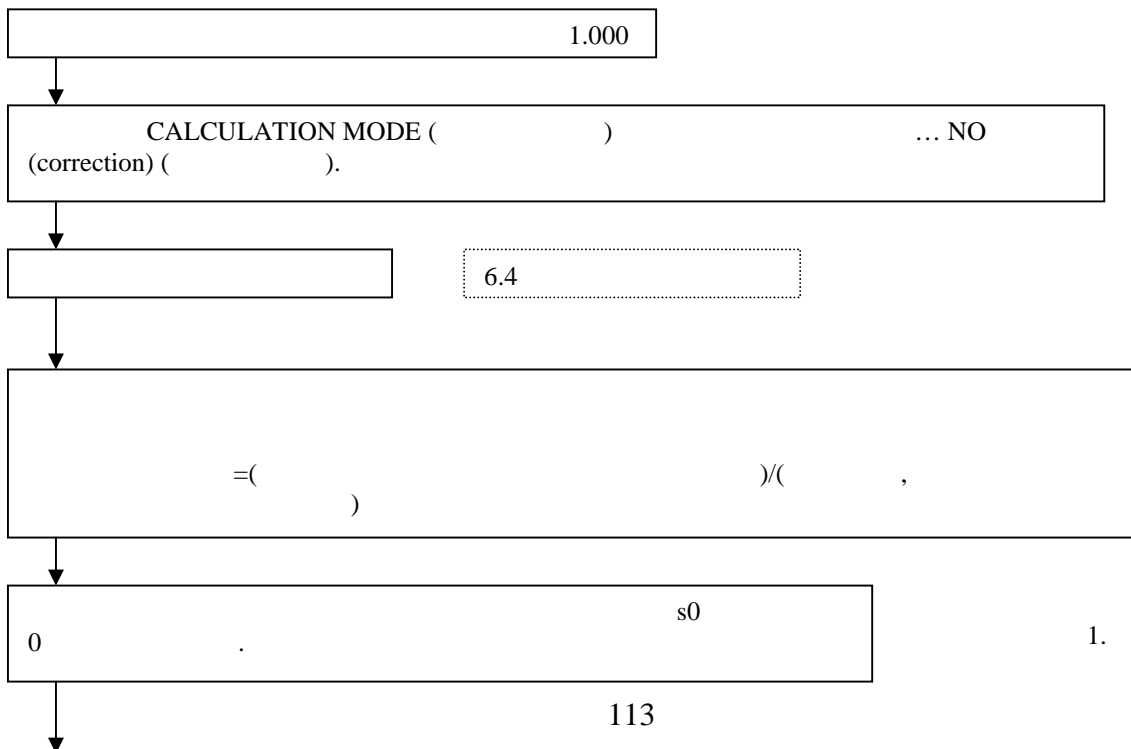 1.000
CALCULATION MODE ( ) … NO
(correction) ( ).
6.4
=( )/( ,
)
s0
0 .
1.
113